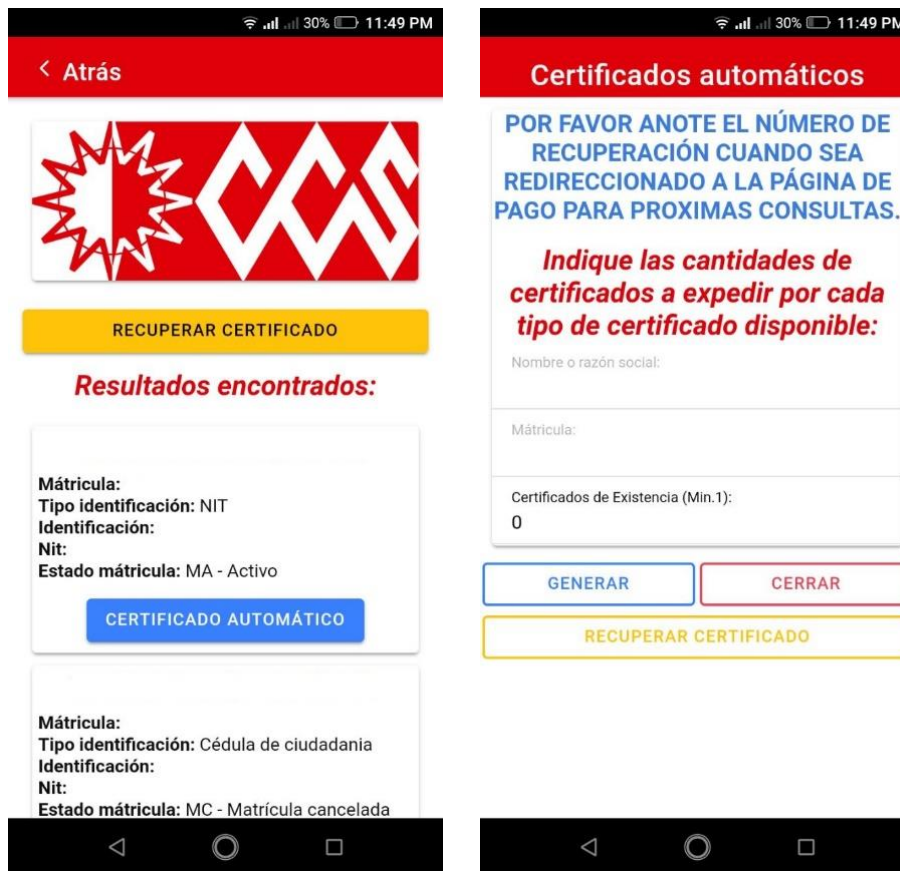 30% 11:49 PM
Atrás
CCS
RECUPERAR CERTIFICADO
Resultados encontrados:
Mátricula:
Tipo identificación: NIT
Identificación:
Nit:
Estado mátricula: MA - Activo
CERTIFICADO AUTOMÁTICO
Mátricula:
Tipo identificación: Cédula de ciudadania
Identificación:
Nit:
Estado mátricula: MC - Matrícula cancelada
30% 11:49 PM
Certificados automáticos
POR FAVOR ANOTE EL NÚMERO DE
RECUPERACIÓN CUANDO SEA
REDIRECCIONADO A LA PÁGINA DE
PAGO PARA PROXIMAS CONSULTAS.
Indique las cantidades de
certificados a expedir por cada
tipo de certificado disponible:
Nombre o razón social:
Mátricula:
Certificados de Existencia (Min.1):
0
GENERAR
CERRAR
RECUPERAR CERTIFICADO